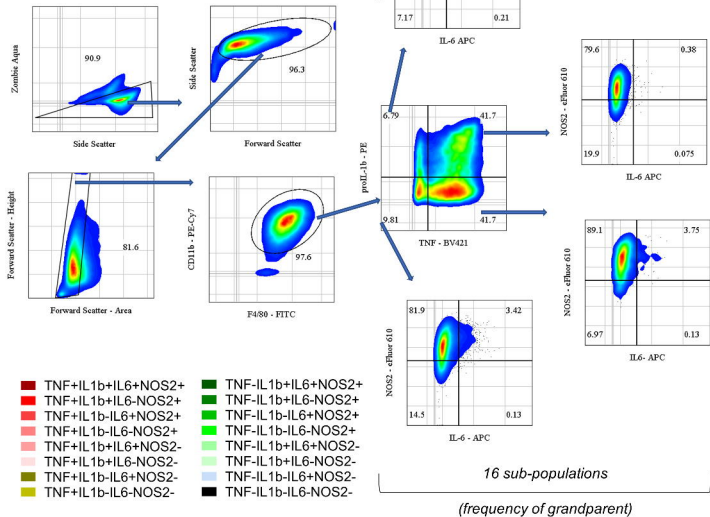 7.17
0.21
IL-6 APC
Zombie Aqua
90.9
Side Scatter
Side Scatter
96.3
Forward Scatter
79.6
0.38
NOS2 - eFluor 610
19.9
0.075
IL-6 APC
6.79
41.7
proIL-1b - PE
9.81
41.7
TNF - BV421
Forward Scatter - Height
81.6
Forward Scatter - Area
CD11b - PE-Cy7
97.6
F4/80 - FITC
89.1
3.75
NOS2 - eFluor 610
6.97
0.13
IL6- APC
81.9
3.42
NOS2 - eFluor 610
14.5
0.13
IL-6 - APC
TNF+IL1b+IL6+NOS2+
TNF+IL1b+IL6-NOS2+
TNF+IL1b-IL6+NOS2+
TNF+IL1b-IL6-NOS2+
TNF+IL1b+IL6+NOS2-
TNF+IL1b+IL6-NOS2-
TNF+IL1b-IL6+NOS2-
TNF+IL1b-IL6-NOS2-
TNF-IL1b+IL6+NOS2+
TNF-IL1b+IL6-NOS2+
TNF-IL1b-IL6+NOS2+
TNF-IL1b-IL6-NOS2+
TNF-IL1b+IL6+NOS2-
TNF-IL1b+IL6-NOS2-
TNF-IL1b-IL6+NOS2-
TNF-IL1b-IL6-NOS2-
16 sub-populations
(frequency of grandparent)